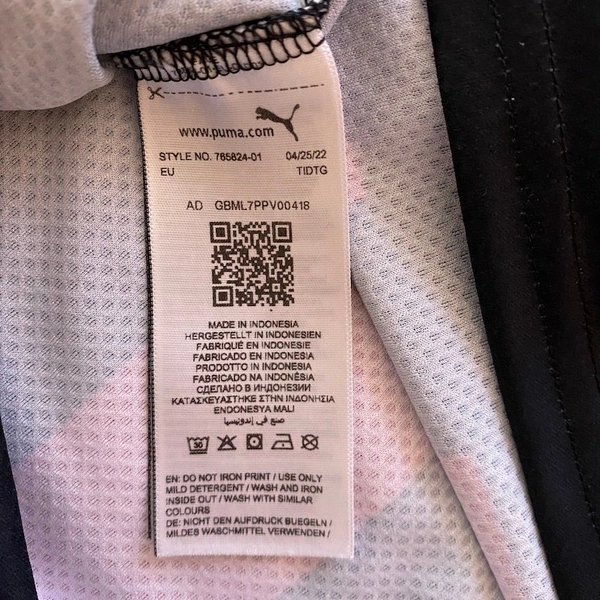 www.puma.com
STYLE NO. 765824-01 04/25/22
EU TIDTG
AD GBML7PPV00418
MADE IN INDONESIA
HERGESTELLT IN INDONESIEN
FABRIQUÉ EN INDONESIE
FABRICADO EN INDONESIA
PRODOTTO IN INDONESIA
FABRICADO NA INDONÉSIA
СДЕЛАНО В ИНДОНЕЗИИ
ΚΑΤΑΣΚΕΥΑΣΤΗΚΕ ΣΤΗΝ ΙΝΔΟΝΗΣΙΑ
ENDONESYA MALI
صنع في إندونيسيا
30
EN: DO NOT IRON PRINT / USE ONLY
MILD DETERGENT / WASH AND IRON
INSIDE OUT / WASH WITH SIMILAR
COLOURS
DE: NICHT DEN AUFDRUCK BUEGELN /
MILDES WASCHMITTEL VERWENDEN /